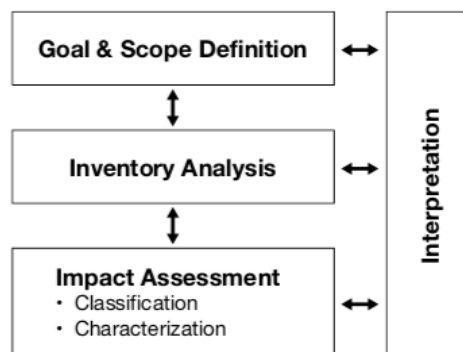 Goal & Scope Definition
Inventory Analysis
Impact Assessment
· Classification
· Characterization
Interpretation